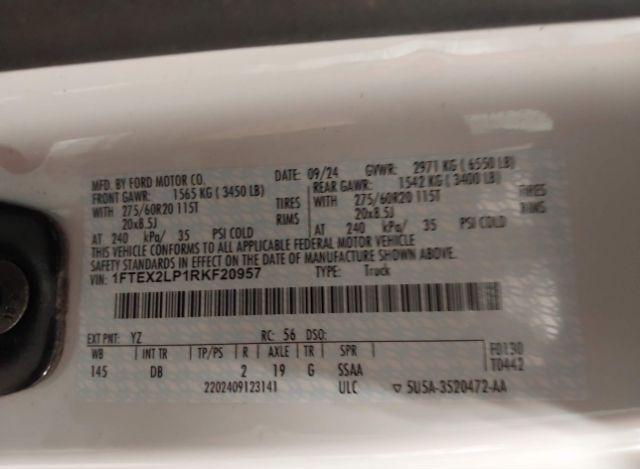 MFD. BY FORD MOTOR CO. DATE: 09/24 GVWR: 2971 KG ( 6550 LB)
FRONT GAWR: 1565 KG ( 3450 LB) REAR GAWR: 1542 KG ( 3400 LB)
WITH 275/60R20 115T TIRES WITH 275/60R20 115T TIRES
20x8.5J RIMS 20x8.5J RIMS
AT 240 kPa/ 35 PSI COLD AT 240 kPa/ 35 PSI COLD
THIS VEHICLE CONFORMS TO ALL APPLICABLE FEDERAL MOTOR VEHICLE
SAFETY STANDARDS IN EFFECT ON THE DATE OF MANUFACTURE SHOWN ABOVE.
VIN: 1FTEX2LP1RKF20957 TYPE: Truck
EXT PNT: YZ RC: 56 DSO:
WB INT TR TP/PS R AXLE TR SPR F0130
145 DB 2 19 G SSAA T0442
2202409123141 ULC ▽ 5U5A-3520472-AA